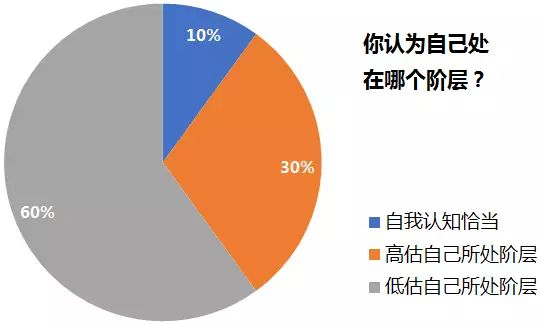 你认为自己处
在哪个阶层？
10%
30%
60%
自我认知恰当
高估自己所处阶层
低估自己所处阶层